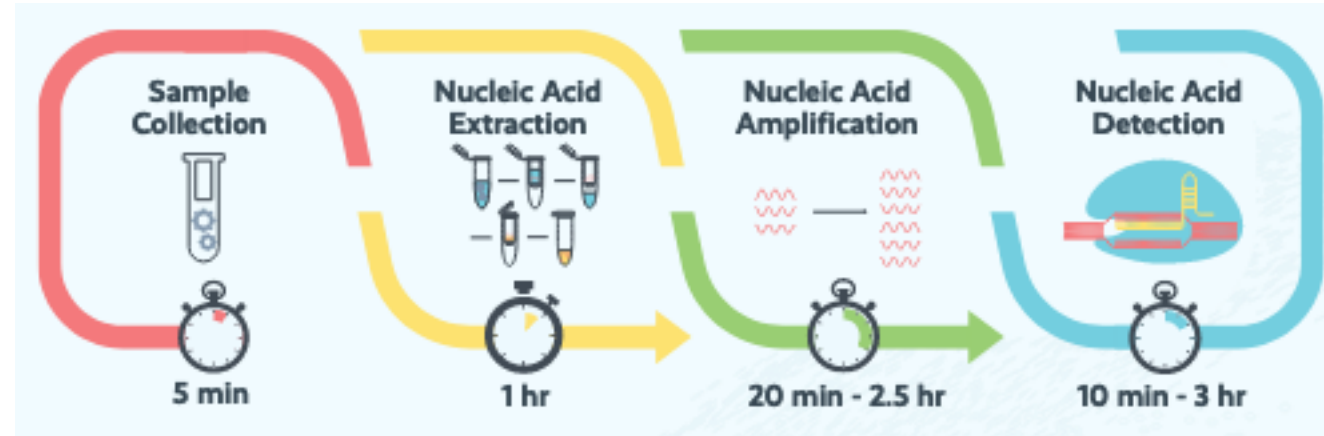 Sample
Collection
5 min
Nucleic Acid
Extraction
1 hr
Nucleic Acid
Amplification
20 min - 2.5 hr
Nucleic Acid
Detection
10 min - 3 hr